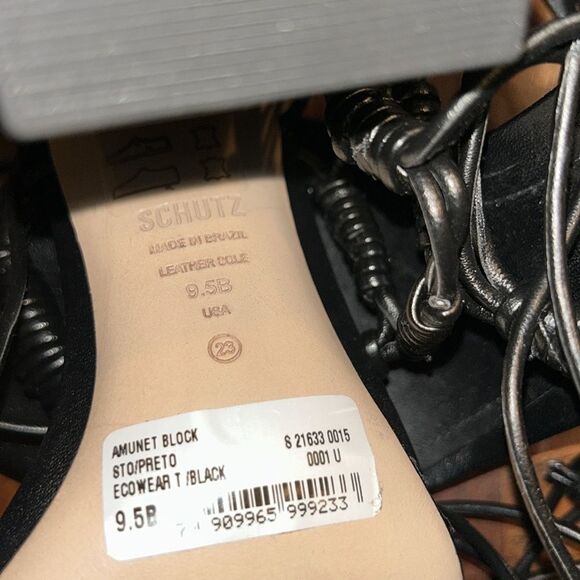 SCHUTZ
MADE IN BRAZIL
LEATHER SOLE
9.5B
USA
23
AMUNET BLOCK S 21633 0015
STO/PRETO 0001 U
ECOWEAR T /BLACK
9.5B
909965 999233